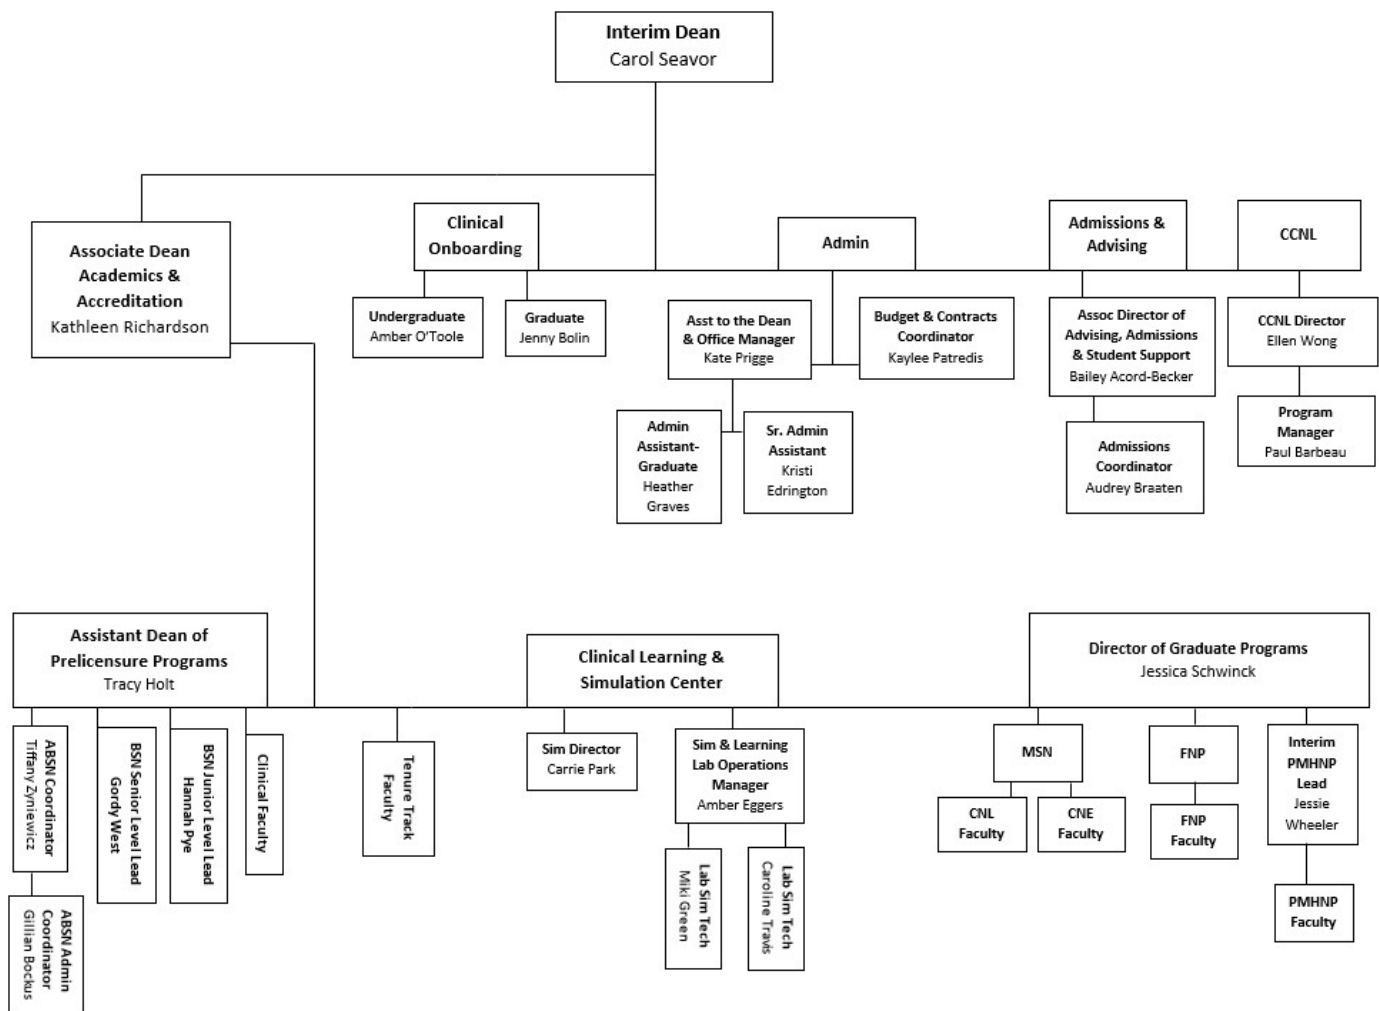 Interim Dean
Carol Seavor
Associate Dean
Academics &
Accreditation
Kathleen Richardson
Clinical
Onboarding
Admin
Admissions &
Advising
CCNL
Undergraduate
Amber O'Toole
Graduate
Jenny Bolin
Asst to the Dean
& Office Manager
Kate Prigge
Budget & Contracts
Coordinator
Kaylee Patredis
Assoc Director of
Advising, Admissions
& Student Support
Bailey Acord-Becker
CCNL Director
Ellen Wong
Admin
Assistant-
Graduate
Heather
Graves
Sr. Admin
Assistant
Kristi
Edrington
Admissions
Coordinator
Audrey Braaten
Program
Manager
Paul Barbeau
Assistant Dean of
Prelicensure Programs
Tracy Holt
Clinical Learning &
Simulation Center
Director of Graduate Programs
Jessica Schwinck
ABSN Coordinator
Tiffany Zyniewicz
BSN Senior Level Lead
Gordy West
BSN Junior Level Lead
Hannah Pye
Clinical Faculty
Tenure Track
Faculty
Sim Director
Carrie Park
Sim & Learning
Lab Operations
Manager
Amber Eggers
MSN
FNP
Interim
PMHNP
Lead
Jessie
Wheeler
CNL
Faculty
CNE
Faculty
FNP
Faculty
Lab Sim Tech
Miki Green
Lab Sim Tech
Caroline Travis
PMHNP
Faculty
ABSN Admin
Coordinator
Gillian Bockus